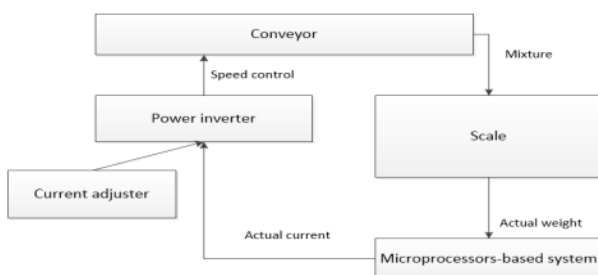 Conveyor
Mixture
Speed control
Power inverter
Scale
Current adjuster
Actual current
Actual weight
Microprocessors-based system